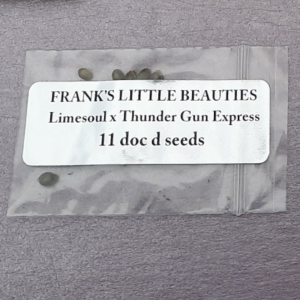 FRANK'S LITTLE BEAUTIES
Limesoul x Thunder Gun Express
11 doc d seeds